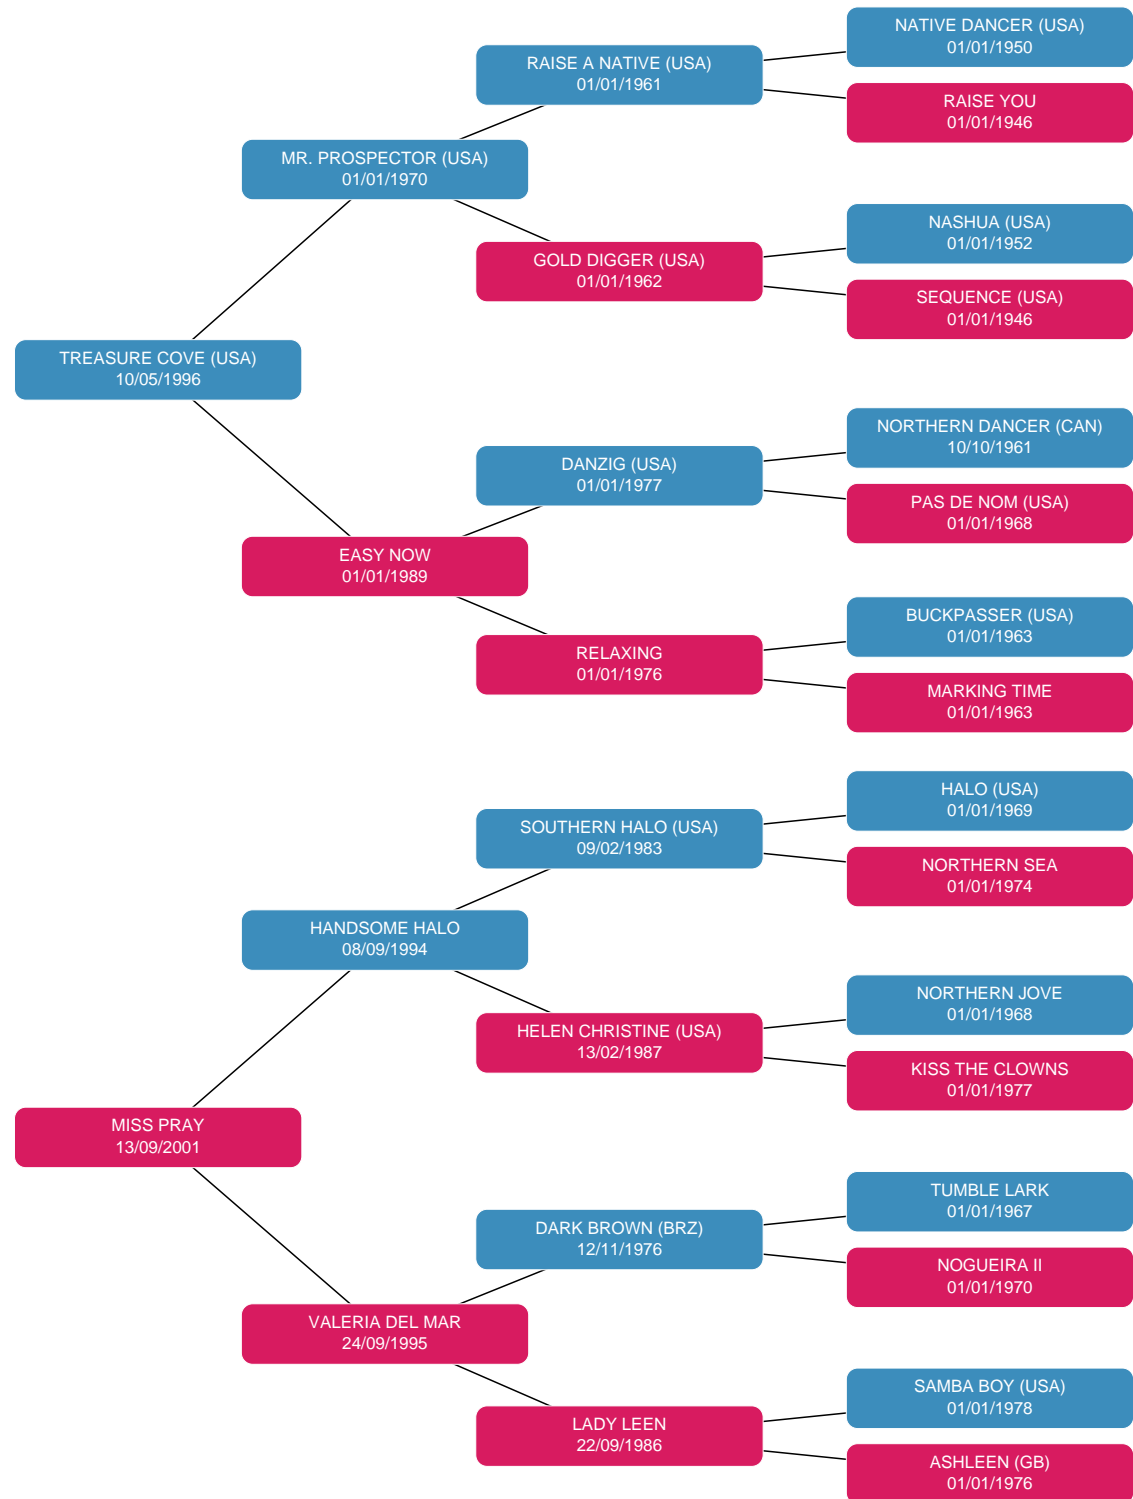 NATIVE DANCER (USA)
01/01/1950
RAISE A NATIVE (USA)
01/01/1961
RAISE YOU
01/01/1946
MR. PROSPECTOR (USA)
01/01/1970
NASHUA (USA)
01/01/1952
GOLD DIGGER (USA)
01/01/1962
SEQUENCE (USA)
01/01/1946
TREASURE COVE (USA)
10/05/1996
NORTHERN DANCER (CAN)
10/10/1961
DANZIG (USA)
01/01/1977
PAS DE NOM (USA)
01/01/1968
EASY NOW
01/01/1989
BUCKPASSER (USA)
01/01/1963
RELAXING
01/01/1976
MARKING TIME
01/01/1963
HALO (USA)
01/01/1969
SOUTHERN HALO (USA)
09/02/1983
NORTHERN SEA
01/01/1974
HANDSOME HALO
08/09/1994
NORTHERN JOVE
01/01/1968
HELEN CHRISTINE (USA)
13/02/1987
KISS THE CLOWNS
01/01/1977
MISS PRAY
13/09/2001
TUMBLE LARK
01/01/1967
DARK BROWN (BRZ)
12/11/1976
NOGUEIRA II
01/01/1970
VALERIA DEL MAR
24/09/1995
SAMBA BOY (USA)
01/01/1978
LADY LEEN
22/09/1986
ASHLEEN (GB)
01/01/1976